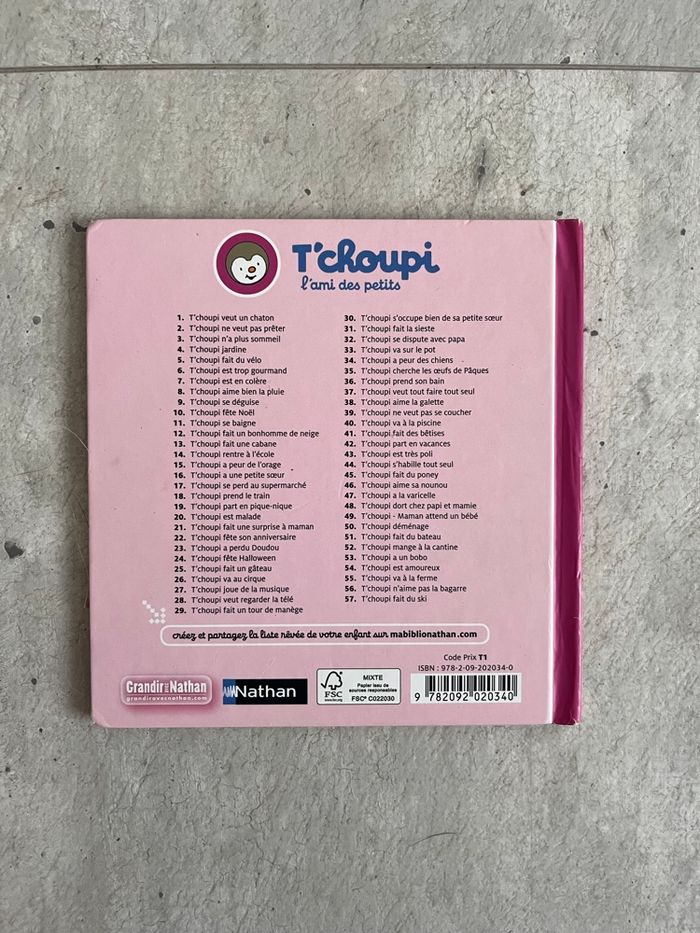 T'choupi
l'ami des petits
1. T'choupi veut un chaton
2. T'choupi ne veut pas prêter
3. T'choupi n'a plus sommeil
4. T'choupi jardine
5. T'choupi fait du vélo
6. T'choupi est trop gourmand
7. T'choupi est en colère
8. T'choupi aime bien la pluie
9. T'choupi se déguise
10. T'choupi fête Noël
11. T'choupi se baigne
12. T'choupi fait un bonhomme de neige
13. T'choupi fait une cabane
14. T'choupi rentre à l'école
15. T'choupi a peur de l'orage
16. T'choupi a une petite sœur
17. T'choupi se perd au supermarché
18. T'choupi prend le train
19. T'choupi part en pique-nique
20. T'choupi est malade
21. T'choupi fait une surprise à maman
22. T'choupi fête son anniversaire
23. T'choupi a perdu Doudou
24. T'choupi fête Halloween
25. T'choupi fait un gâteau
26. T'choupi va au cirque
27. T'choupi joue de la musique
28. T'choupi veut regarder la télé
29. T'choupi fait un tour de manège
30. T'choupi s'occupe bien de sa petite sœur
31. T'choupi fait la sieste
32. T'choupi se dispute avec papa
33. T'choupi va sur le pot
34. T'choupi a peur des chiens
35. T'choupi cherche les œufs de Pâques
36. T'choupi prend son bain
37. T'choupi veut tout faire tout seul
38. T'choupi aime la galette
39. T'choupi ne veut pas se coucher
40. T'choupi va à la piscine
41. T'choupi fait des bêtises
42. T'choupi part en vacances
43. T'choupi est très poli
44. T'choupi s'habille tout seul
45. T'choupi fait du poney
46. T'choupi aime sa nounou
47. T'choupi a la varicelle
48. T'choupi dort chez papi et mamie
49. T'choupi - Maman attend un bébé
50. T'choupi déménage
51. T'choupi fait du bateau
52. T'choupi mange à la cantine
53. T'choupi a un bobo
54. T'choupi est amoureux
55. T'choupi va à la ferme
56. T'choupi n'aime pas la bagarre
57. T'choupi fait du ski
créez et partagez la liste rêvée de votre enfant sur mabiblionathan.com
Code Prix T1
ISBN : 978-2-09-202034-0
Grandir avec Nathan
grandiravecnathan.com
Nathan
FSC
www.fsc.org
MIXTE
Papier issu de
sources responsables
FSC® C022030
9 782092 020340